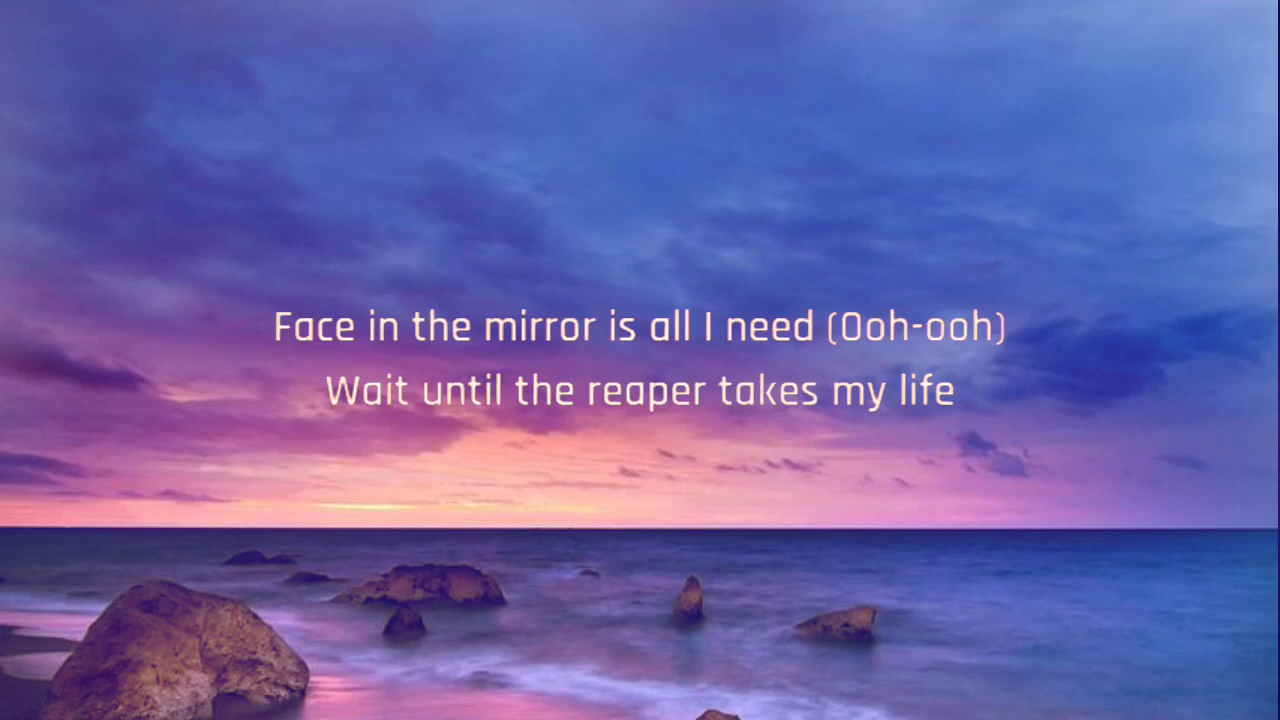 Face in the mirror is all I need (Ooh-ooh)
Wait until the reaper takes my life